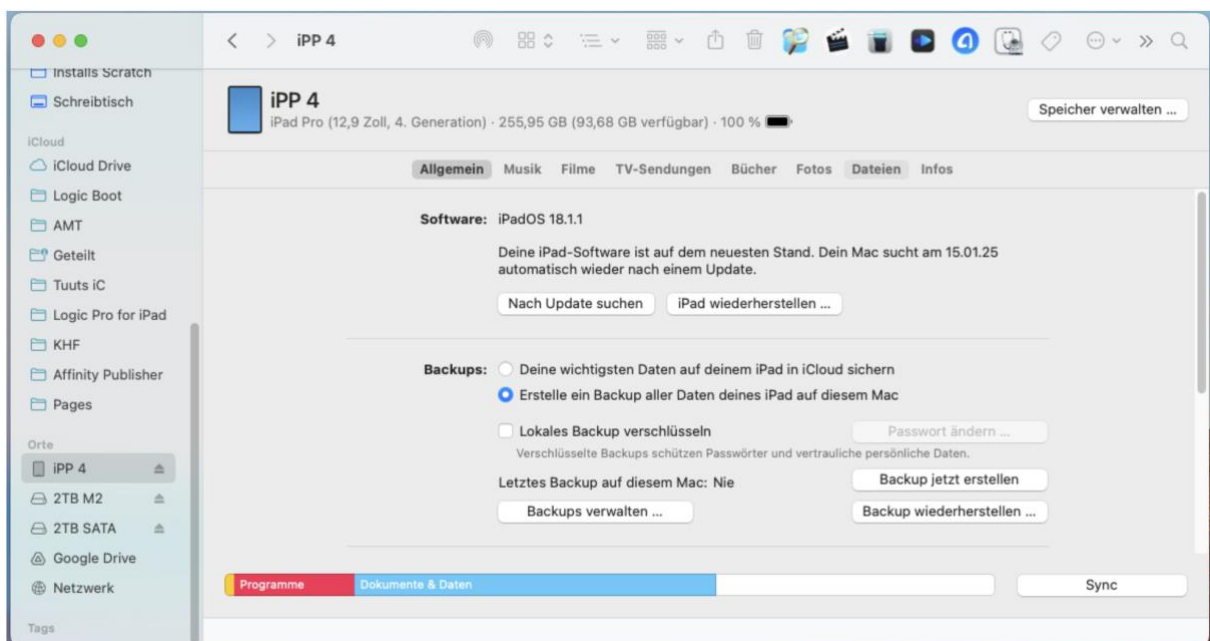 iPP 4
Installs Scratch
Schreibtisch
iCloud
iCloud Drive
Logic Boot
AMT
Geteilt
Tuuts iC
Logic Pro for iPad
KHF
Affinity Publisher
Pages
Orte
iPP 4
2TB M2
2TB SATA
Google Drive
Netzwerk
Tags
iPP 4
iPad Pro (12,9 Zoll, 4. Generation) · 255,95 GB (93,68 GB verfügbar) · 100 %
Speicher verwalten ...
Allgemein Musik Filme TV-Sendungen Bücher Fotos Dateien Infos
Software: iPadOS 18.1.1
Deine iPad-Software ist auf dem neuesten Stand. Dein Mac sucht am 15.01.25
automatisch wieder nach einem Update.
Nach Update suchen iPad wiederherstellen ...
Backups: Deine wichtigsten Daten auf deinem iPad in iCloud sichern
Erstelle ein Backup aller Daten deines iPad auf diesem Mac
Lokales Backup verschlüsseln Passwort ändern ...
Verschlüsselte Backups schützen Passwörter und vertrauliche persönliche Daten.
Letztes Backup auf diesem Mac: Nie Backup jetzt erstellen
Backups verwalten ... Backup wiederherstellen ...
Programme Dokumente & Daten Sync